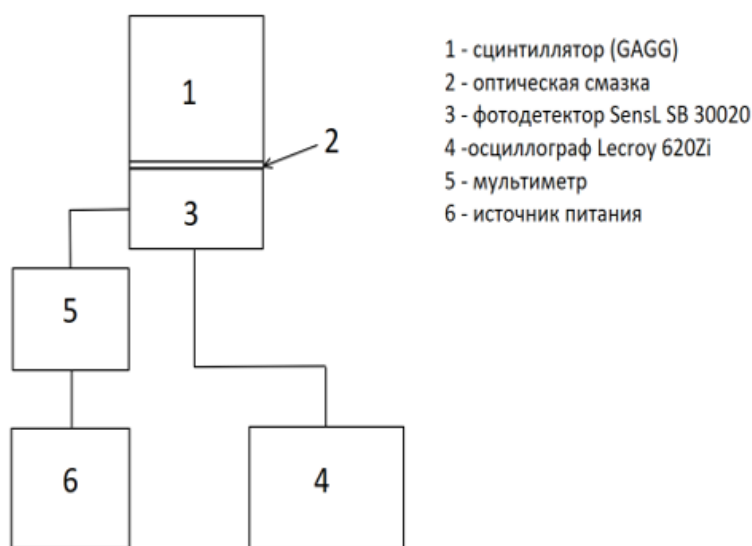 1 - сцинтиллятор (GAGG)
2 - оптическая смазка
3 - фотодетектор SensL SB 30020
4 -осциллограф Lecroy 620Zi
5 - мультиметр
6 - источник питания
1
2
3
5
6
4